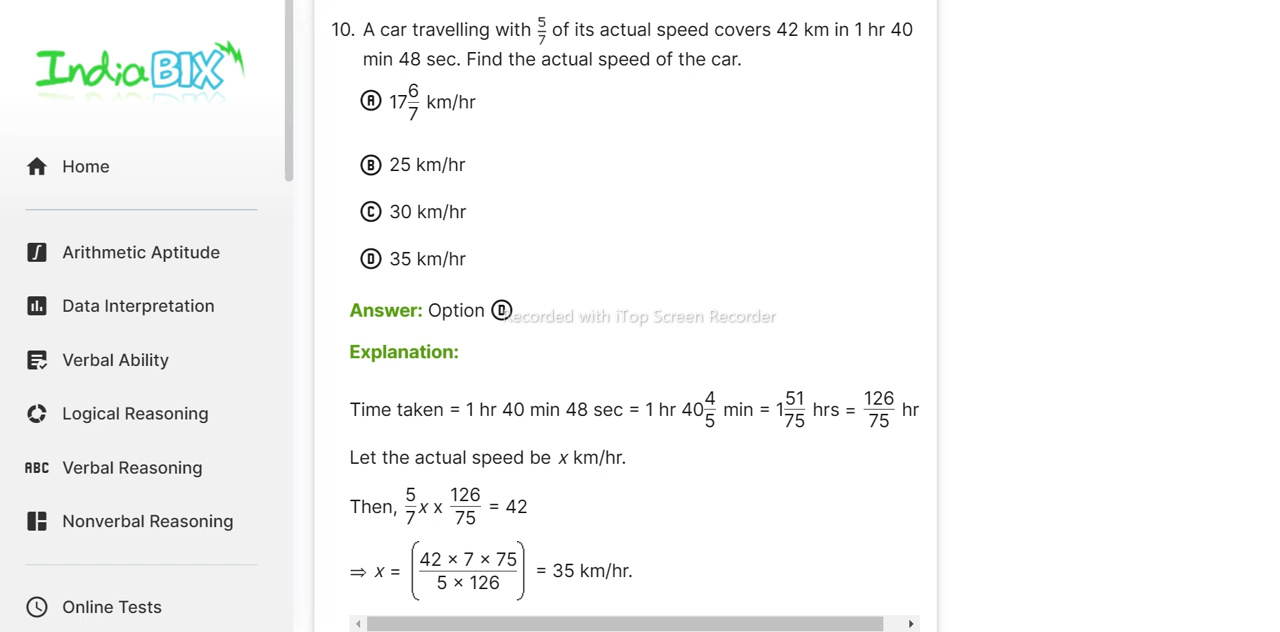 IndiaBIX
Home
Arithmetic Aptitude
Data Interpretation
Verbal Ability
Logical Reasoning
ABC Verbal Reasoning
Nonverbal Reasoning
Online Tests
10. A car travelling with 5/7 of its actual speed covers 42 km in 1 hr 40
min 48 sec. Find the actual speed of the car.
A 17 6/7 km/hr
B 25 km/hr
C 30 km/hr
D 35 km/hr
Answer: Option D
Recorded with iTop Screen Recorder
Explanation:
Time taken = 1 hr 40 min 48 sec = 1 hr 40 4/5 min = 1 51/75 hrs = 126/75 hr
Let the actual speed be x km/hr.
Then, 5/7 x x 126/75 = 42
⇒ x = (42 × 7 × 75 / 5 × 126) = 35 km/hr.